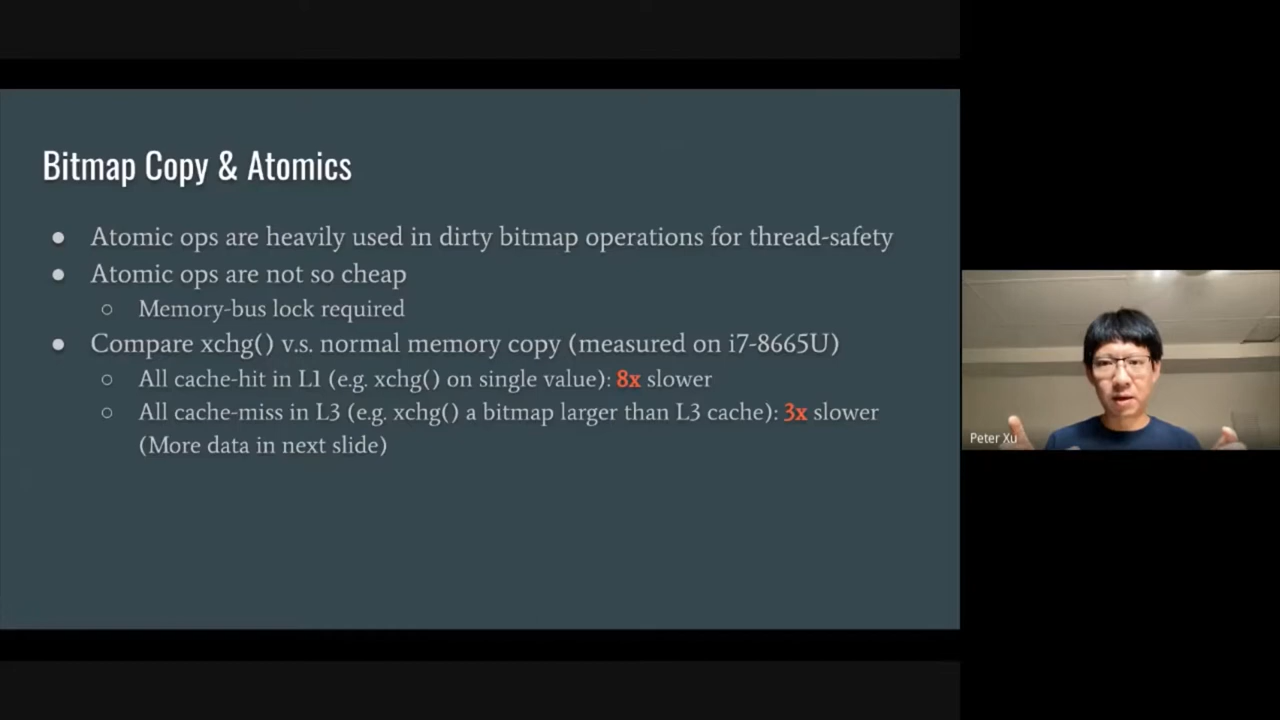 Bitmap Copy & Atomics
● Atomic ops are heavily used in dirty bitmap operations for thread-safety
● Atomic ops are not so cheap
○ Memory-bus lock required
● Compare xchg() v.s. normal memory copy (measured on i7-8665U)
○ All cache-hit in L1 (e.g. xchg() on single value): 8x slower
○ All cache-miss in L3 (e.g. xchg() a bitmap larger than L3 cache): 3x slower
(More data in next slide)
Peter Xu